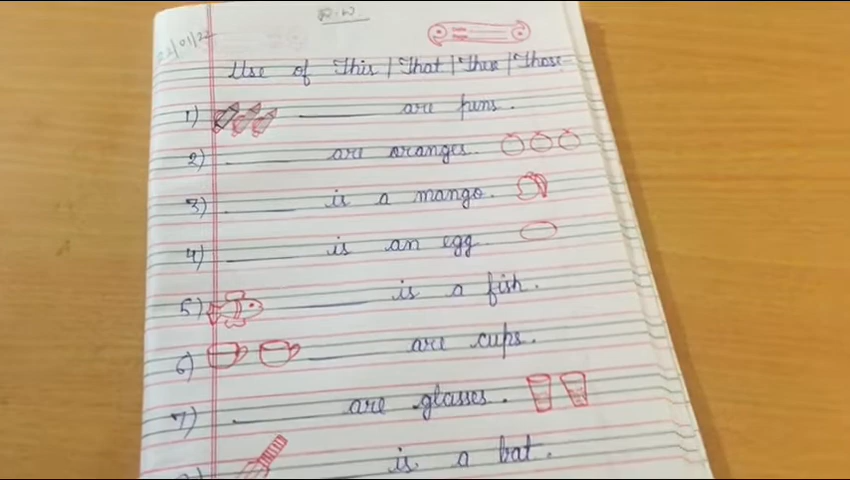 Use of This | That | These | Those
1) ______ are pens.
2) ______ are oranges.
3) ______ is a mango.
4) ______ is an egg
5) ______ is a fish.
6) ______ are cups.
7) ______ are glasses.
______ is a bat.